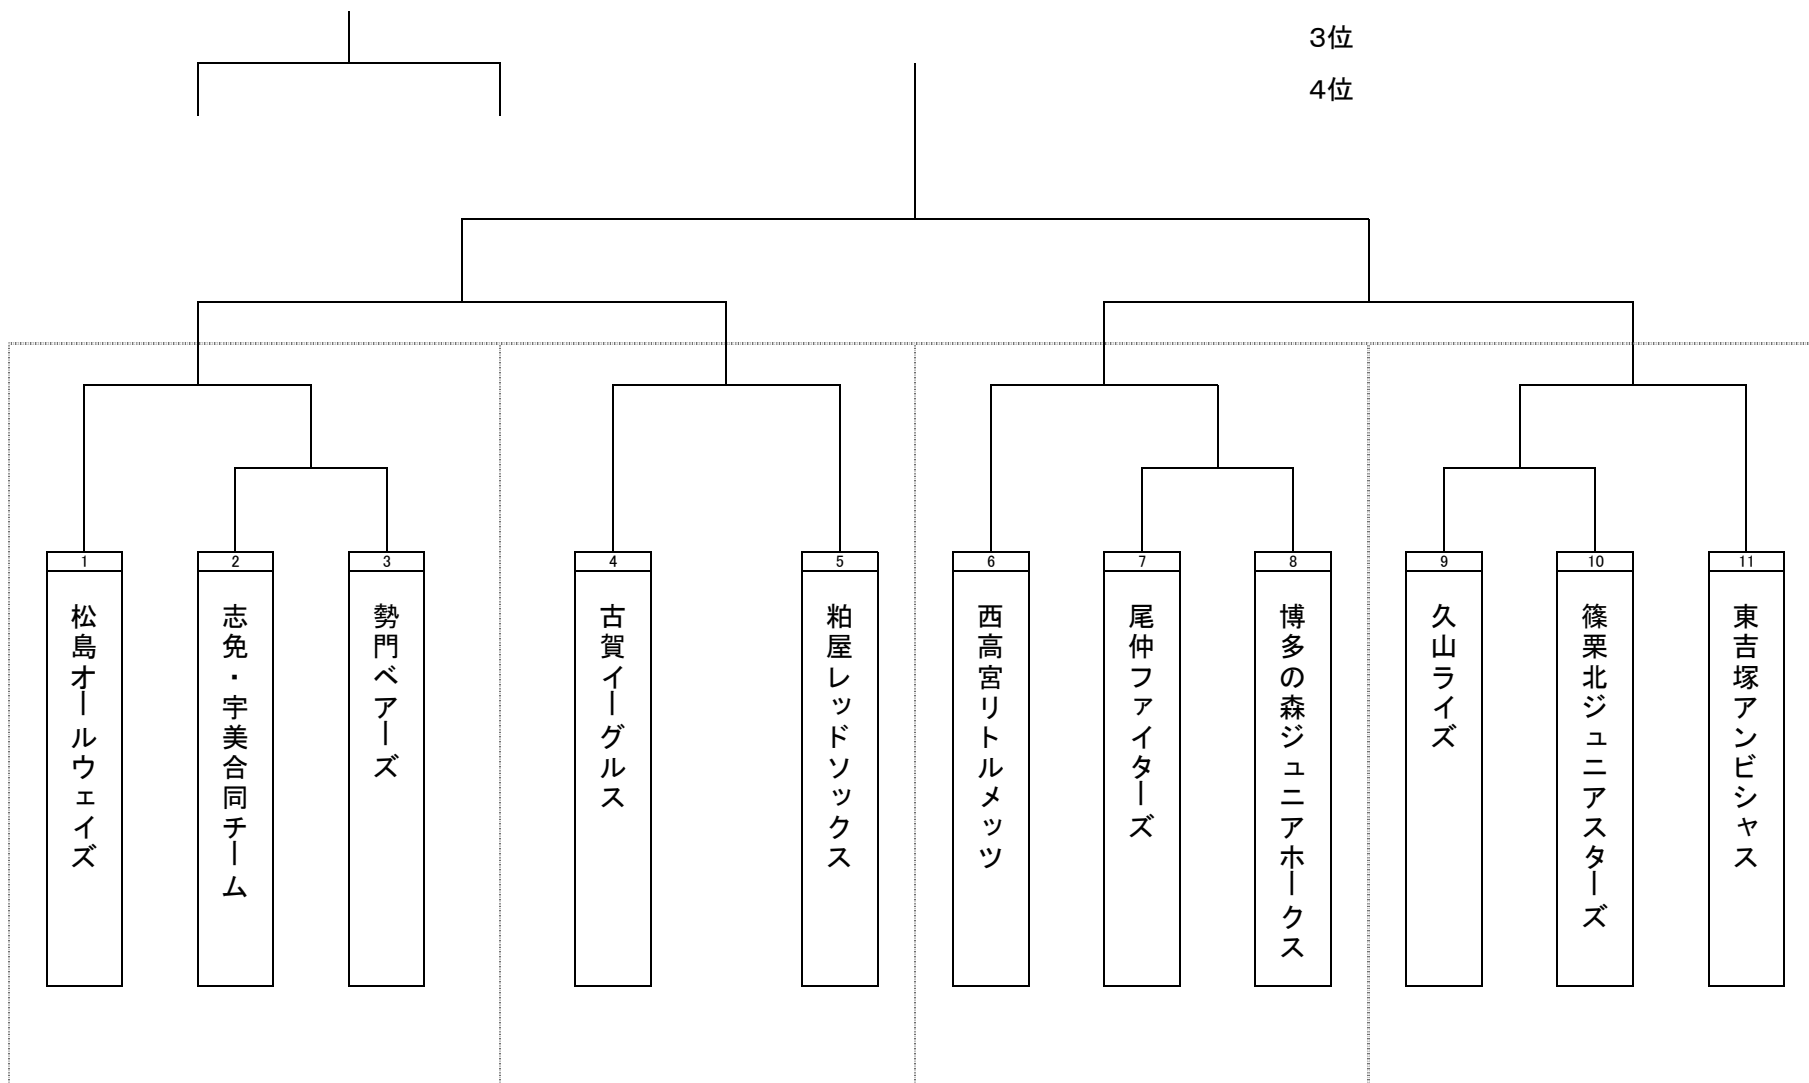 ３位
４位
1
松島オールウェイズ
2
志免・宇美合同チーム
3
勢門ベアーズ
4
古賀イーグルス
5
粕屋レッドソックス
6
西高宮リトルメッツ
7
尾仲ファイターズ
8
博多の森ジュニアホークス
9
久山ライズ
10
篠栗北ジュニアスターズ
11
東吉塚アンビシャス